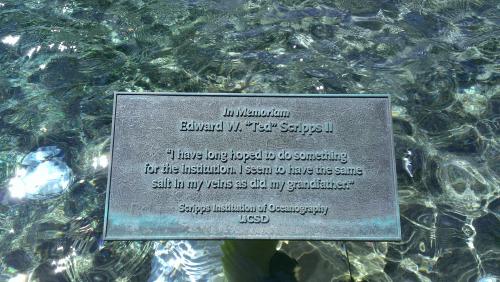 In Memoriam
Edward W. "Ted" Scripps II
"I have long hoped to do something
for the Institution. I seem to have the same
salt in my veins as did my grandfather."
Scripps Institution of Oceanography
UCSD